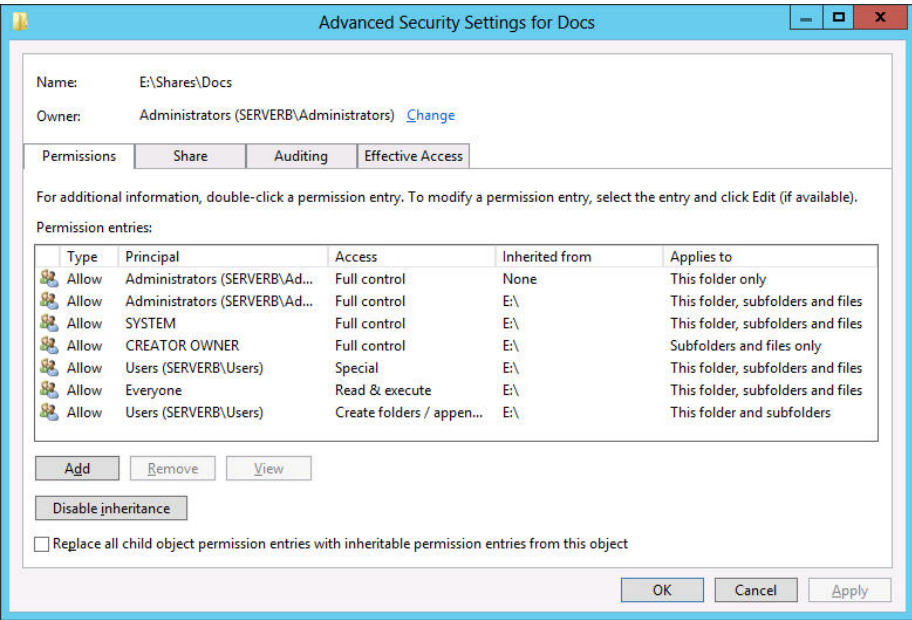 Advanced Security Settings for Docs
Name: E:\Shares\Docs
Owner: Administrators (SERVERB\Administrators) Change
Permissions Share Auditing Effective Access
For additional information, double-click a permission entry. To modify a permission entry, select the entry and click Edit (if available).
Permission entries:
Type Principal Access Inherited from Applies to
Allow Administrators (SERVERB\Ad... Full control None This folder only
Allow Administrators (SERVERB\Ad... Full control E:\ This folder, subfolders and files
Allow SYSTEM Full control E:\ This folder, subfolders and files
Allow CREATOR OWNER Full control E:\ Subfolders and files only
Allow Users (SERVERB\Users) Special E:\ This folder, subfolders and files
Allow Everyone Read & execute E:\ This folder, subfolders and files
Allow Users (SERVERB\Users) Create folders / appen... E:\ This folder and subfolders
Add Remove View
Disable inheritance
Replace all child object permission entries with inheritable permission entries from this object
OK Cancel Apply